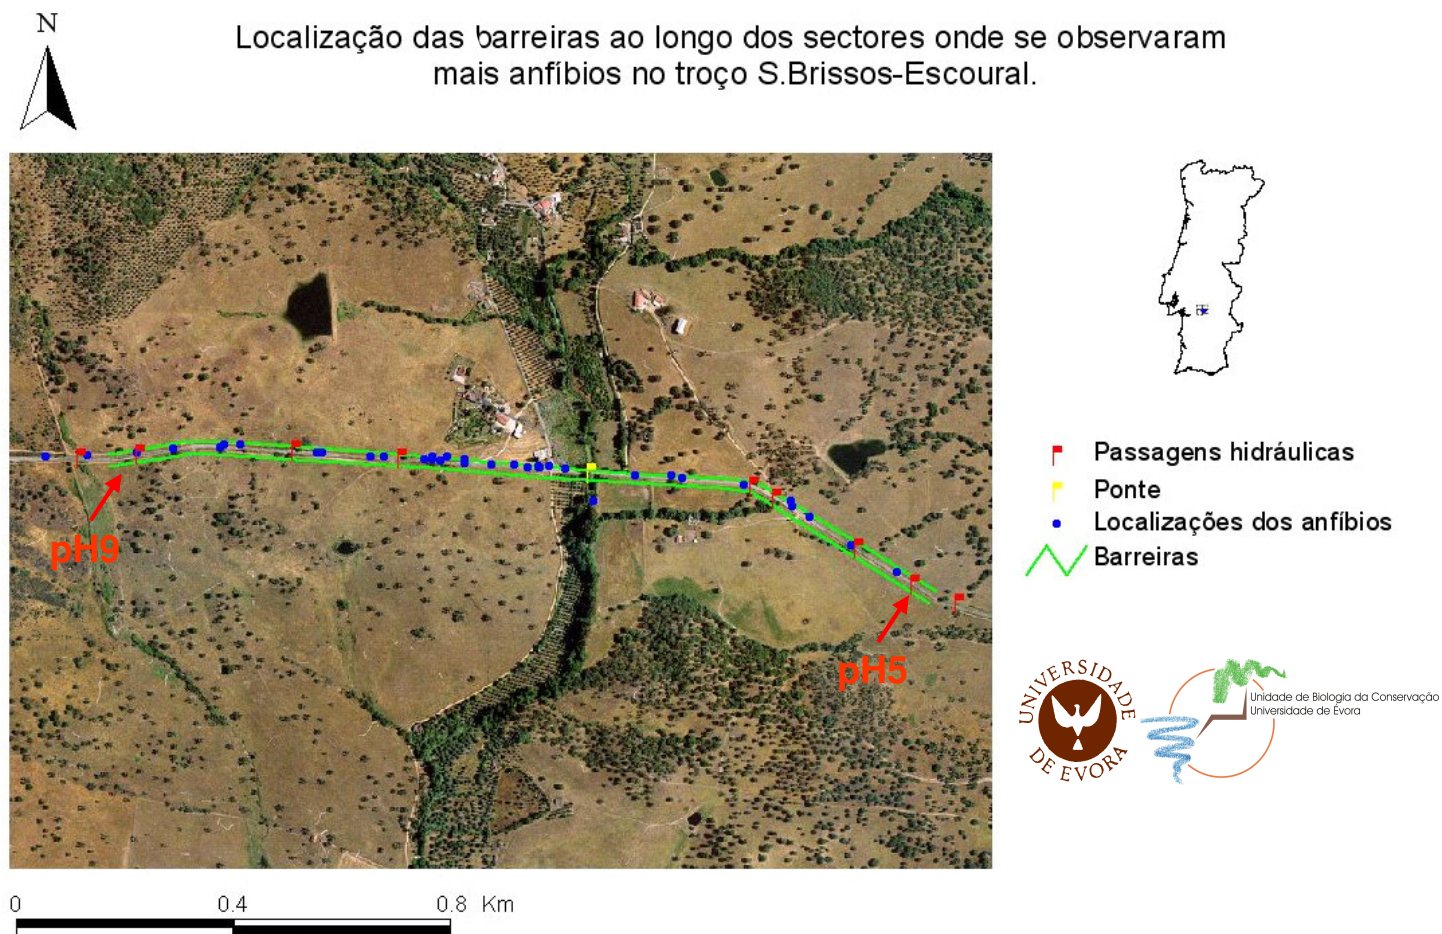 N
Localização das barreiras ao longo dos sectores onde se observaram
mais anfíbios no troço S.Brissos-Escoural.
pH9
pH5
Passagens hidráulicas
Ponte
Localizações dos anfíbios
Barreiras
UNIVERSIDADE
DE EVORA
Unidade de Biologia da Conservação
Universidade de Évora
0 0.4 0.8 Km